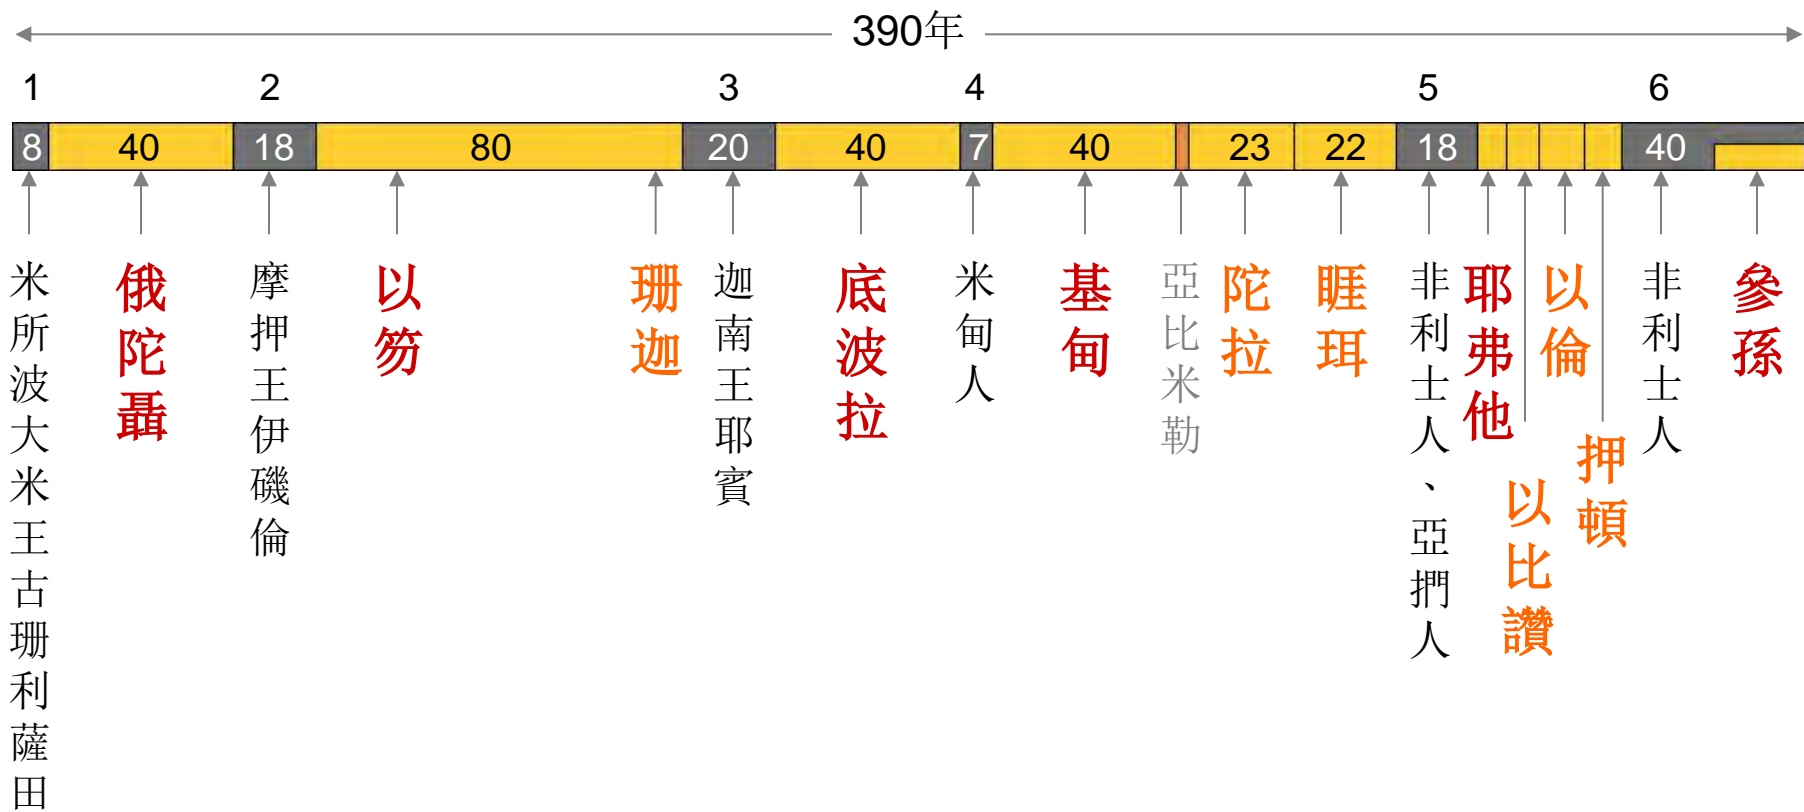 390年
1 2 3 4 5 6
8 40 18 80 20 40 7 40 23 22 18 40
米所波大米王古珊利薩田
俄陀聶
摩押王伊磯倫
以笏
珊迦
迦南王耶賓
底波拉
米甸人
基甸
亞比米勒
陀拉
睚珥
非利士人、亞捫人
耶弗他
以比讚
以倫
押頓
非利士人
參孫